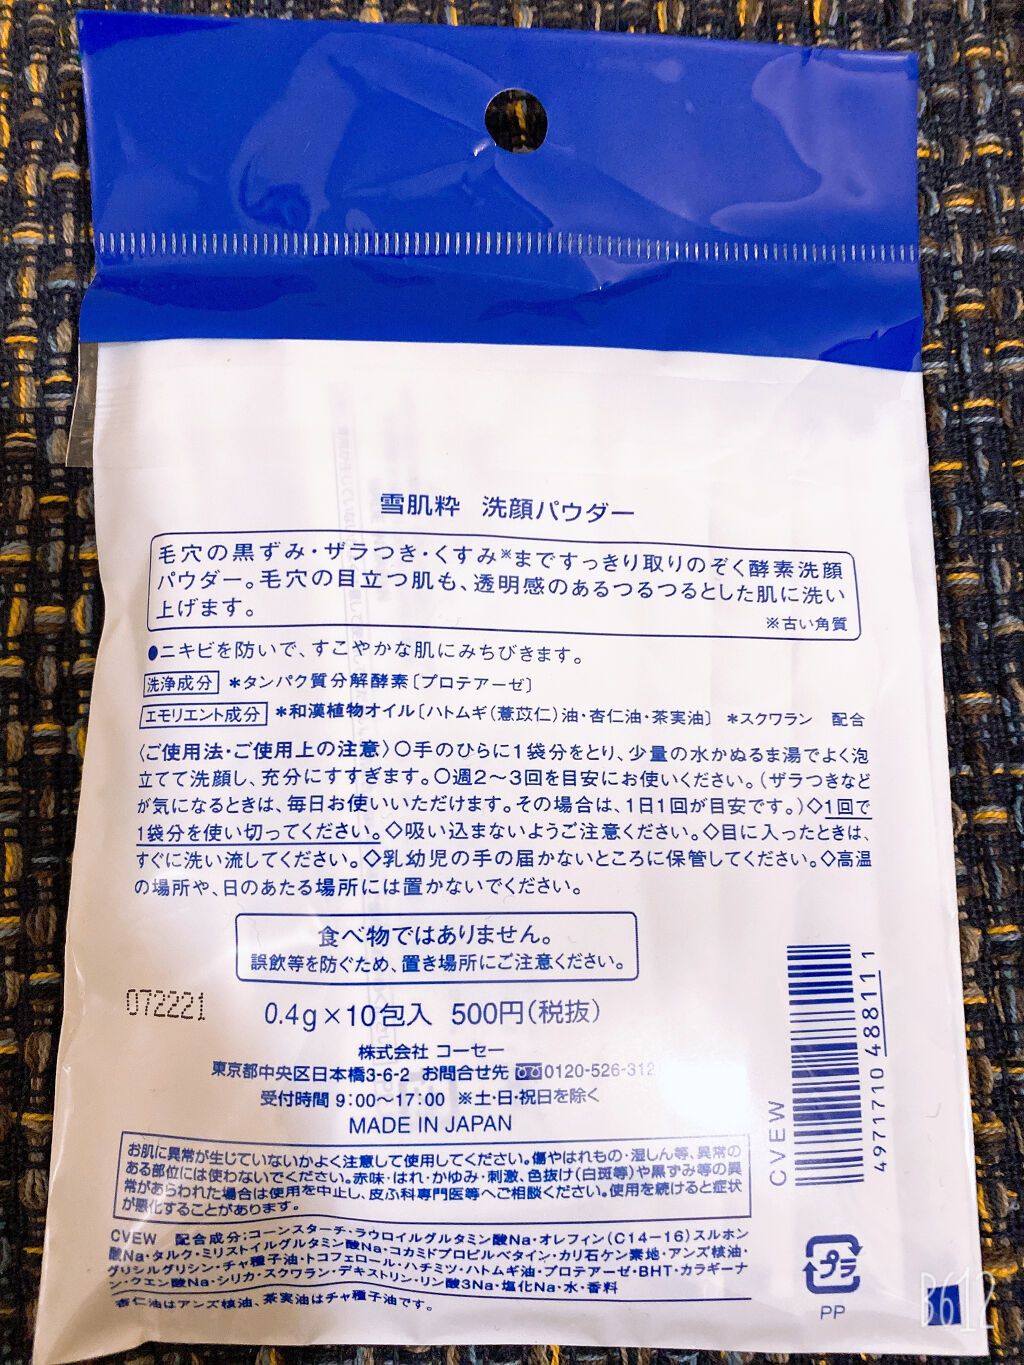 雪肌粋 洗顔パウダー
毛穴の黒ずみ・ザラつき・くすみ※まですっきり取りのぞく酵素洗顔
パウダー。毛穴の目立つ肌も、透明感のあるつるつるとした肌に洗い
上げます。
※古い角質
●ニキビを防いで、すこやかな肌にみちびきます。
洗浄成分 *タンパク質分解酵素〔プロテアーゼ〕
エモリエント成分 *和漢植物オイル〔ハトムギ(薏苡仁)油・杏仁油・茶実油〕 *スクワラン 配合
〈ご使用法・ご使用上の注意〉○手のひらに1袋分をとり、少量の水かぬるま湯でよく泡
立てて洗顔し、充分にすすぎます。○週2〜3回を目安にお使いください。(ザラつきなど
が気になるときは、毎日お使いいただけます。その場合は、1日1回が目安です。)◇1回で
1袋分を使い切ってください。◇吸い込まないようご注意ください。◇目に入ったときは、
すぐに洗い流してください。◇乳幼児の手の届かないところに保管してください。◇高温
の場所や、日のあたる場所には置かないでください。
食べ物ではありません。
誤飲等を防ぐため、置き場所にご注意ください。
072221
0.4g×10包入 500円(税抜)
株式会社 コーセー
東京都中央区日本橋3-6-2 お問合せ先 0120-526-312
受付時間 9:00〜17:00 ※土・日・祝日を除く
MADE IN JAPAN
お肌に異常が生じていないかよく注意して使用してください。傷やはれもの・湿しん等、異常の
ある部位には使わないでください。赤味・はれ・かゆみ・刺激、色抜け(白斑等)や黒ずみ等の異
常があらわれた場合は使用を中止し、皮ふ科専門医等へご相談ください。使用を続けると症状
が悪化することがあります。
CVEW 配合成分:コーンスターチ・ラウロイルグルタミン酸Na・オレフィン(C14-16)スルホン
酸Na・タルク・ミリストイルグルタミン酸Na・コカミドプロピルベタイン・カリ石ケン素地・アンズ核油・
グリシルグリシン・チャ種子油・トコフェロール・ハチミツ・ハトムギ油・プロテアーゼ・BHT・カラギーナ
ン・クエン酸Na・シリカ・スクワラン・デキストリン・リン酸3Na・塩化Na・水・香料
杏仁油はアンズ核油、茶実油はチャ種子油です。
CVEW
4971710 488111
プラ
PP
B612